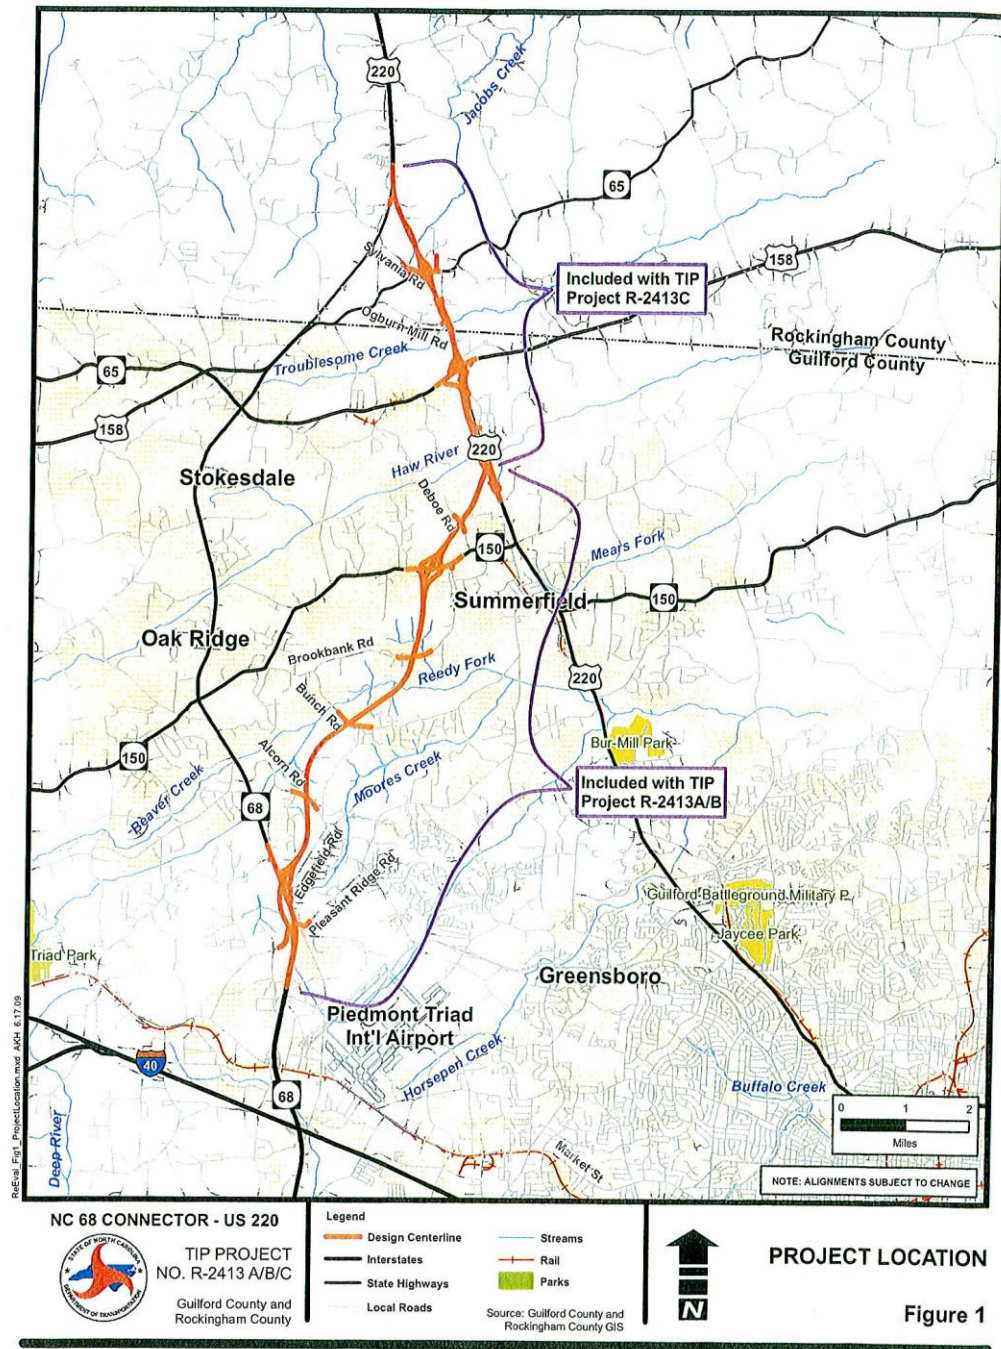 220
Jacobs Creek
65
158
Sylvania Rd
Included with TIP
Project R-2413C
Ogburn-Mill Rd
Rockingham County
Guilford County
Troublesome Creek
65
158
220
Haw River
Stokesdale
Deboe Rd
150
Mears Fork
Summerfield
150
Oak Ridge
Brookbank Rd
Reedy Fork
220
Bunch Rd
Bur-Mill Park
150
Alcorn Rd
Moores Creek
Beaver Creek
Included with TIP
Project R-2413A/B
68
Edgefield Rd
Pleasant Ridge Rd
Guilford Battleground Military P.
Jaycee Park
Triad Park
Greensboro
Piedmont Triad
Int'l Airport
40
Horsepen Creek
68
Buffalo Creek
Deep River
Market St
0 1 2
Miles
NOTE: ALIGNMENTS SUBJECT TO CHANGE
ReEval_Fig1_ProjectLocation.mxd AKH 6.17.09
NC 68 CONNECTOR - US 220
STATE OF NORTH CAROLINA
DEPARTMENT OF TRANSPORTATION
TIP PROJECT
NO. R-2413 A/B/C
Guilford County and
Rockingham County
Legend
Design Centerline
Interstates
State Highways
Local Roads
Streams
Rail
Parks
Source: Guilford County and
Rockingham County GIS
N
PROJECT LOCATION
Figure 1